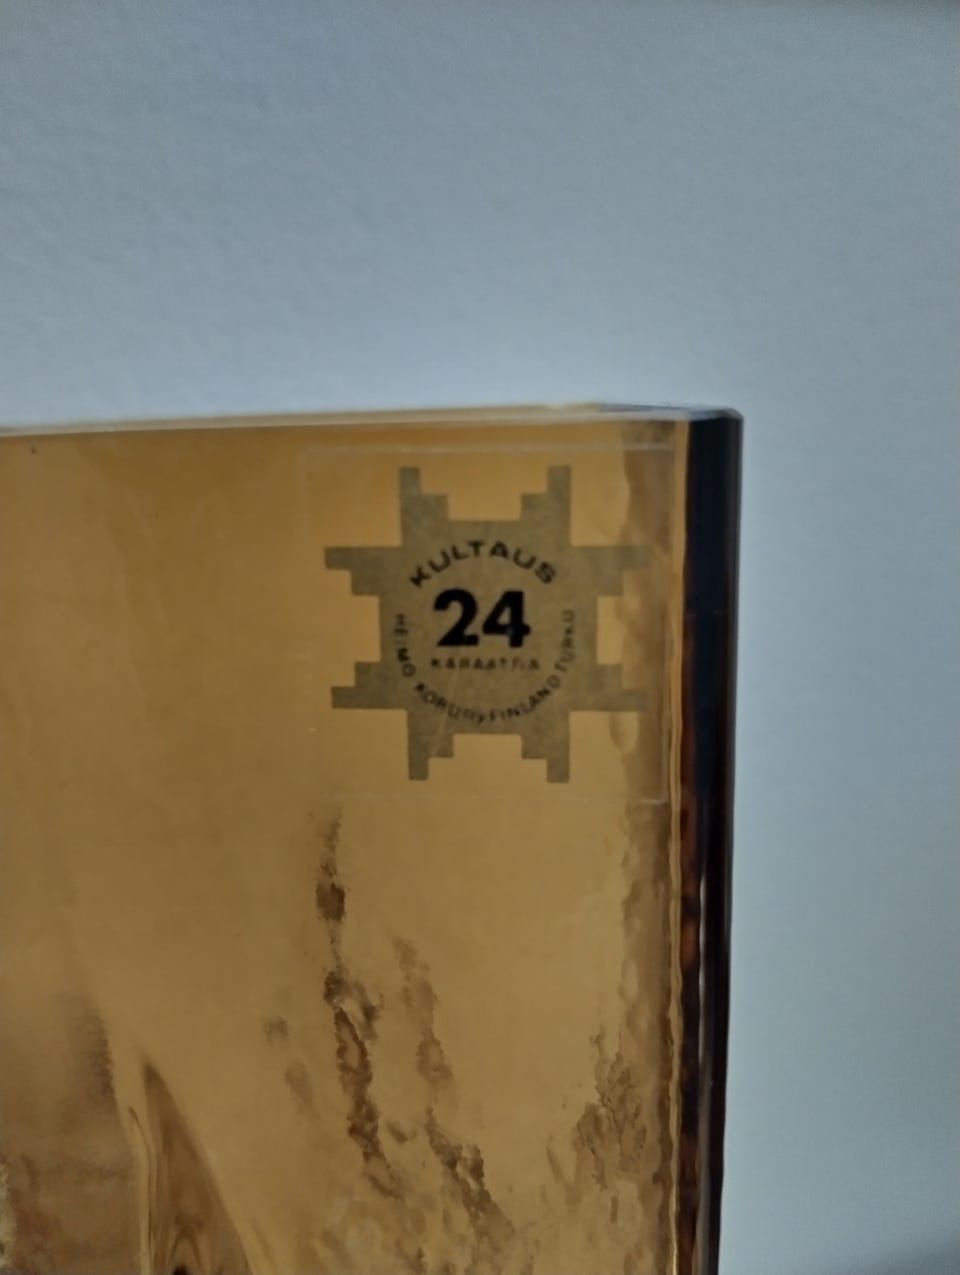 KULTAUS
24
KARAATTIA
HEIMO KORU OY FINLAND TURKU